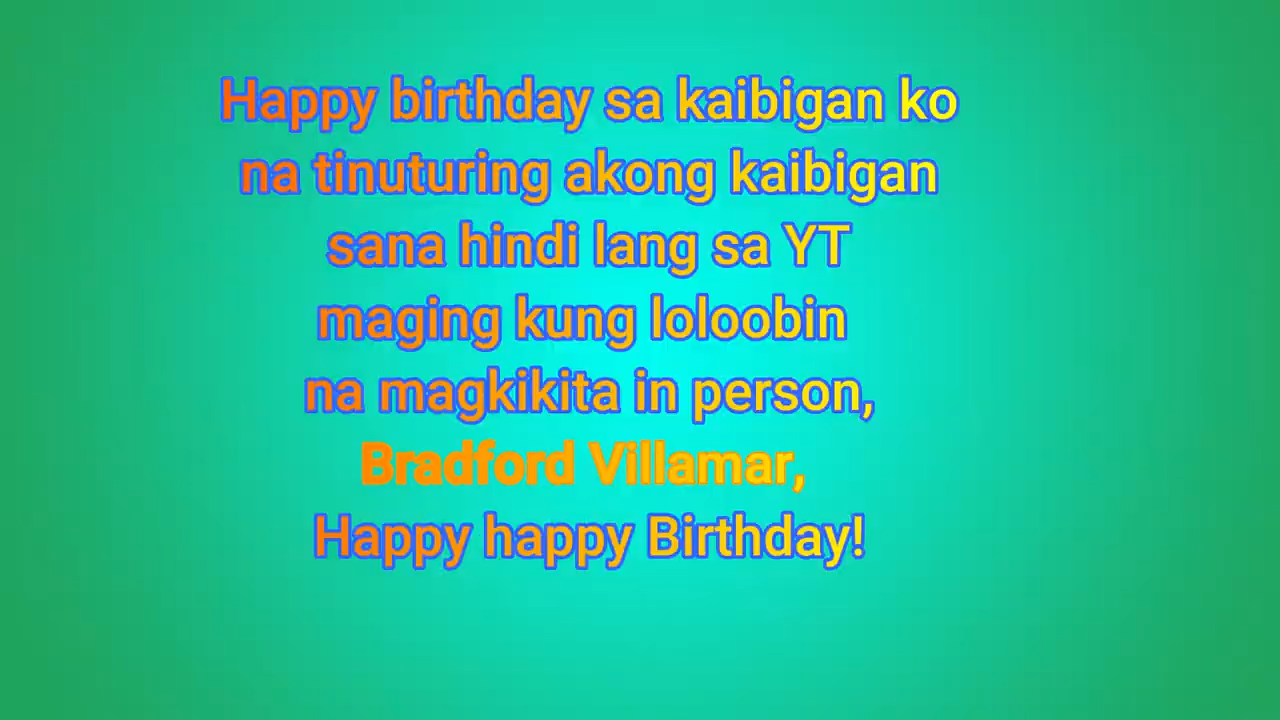 Happy birthday sa kaibigan ko
na tinuturing akong kaibigan
sana hindi lang sa YT
maging kung loloobin
na magkikita in person,
Bradford Villamar,
Happy happy Birthday!